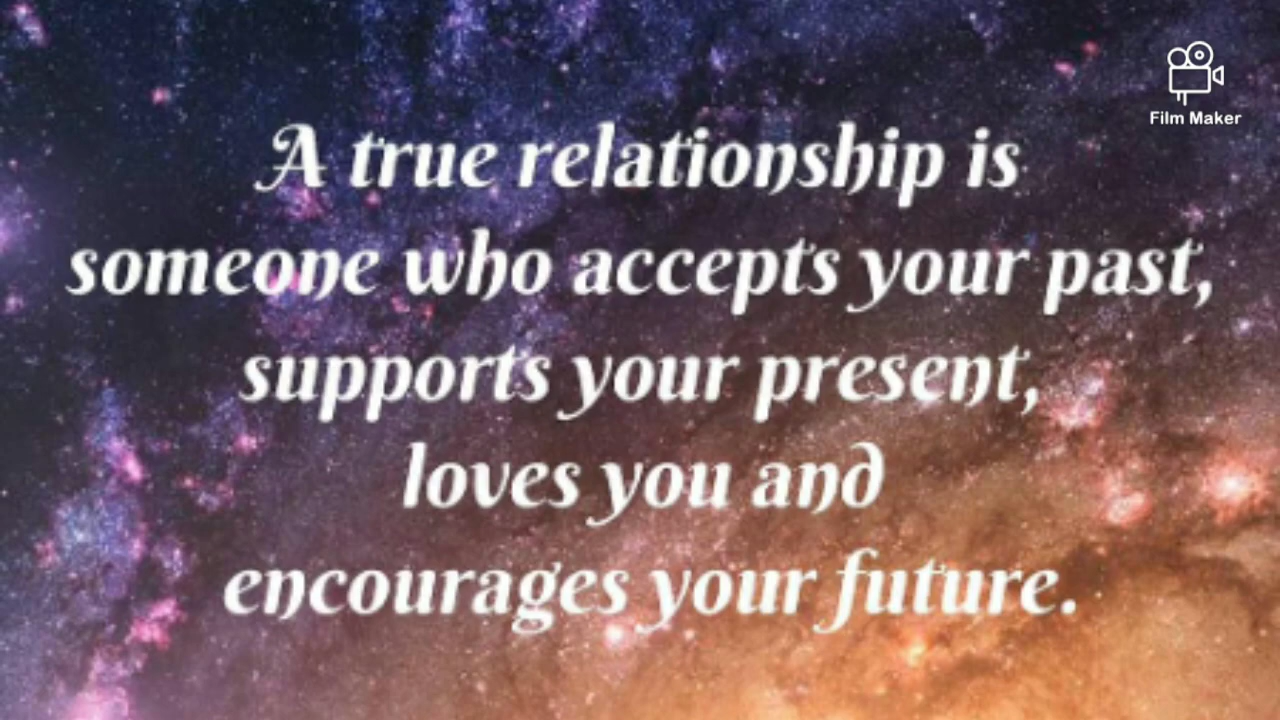 Film Maker
A true relationship is
someone who accepts your past,
supports your present,
loves you and
encourages your future.